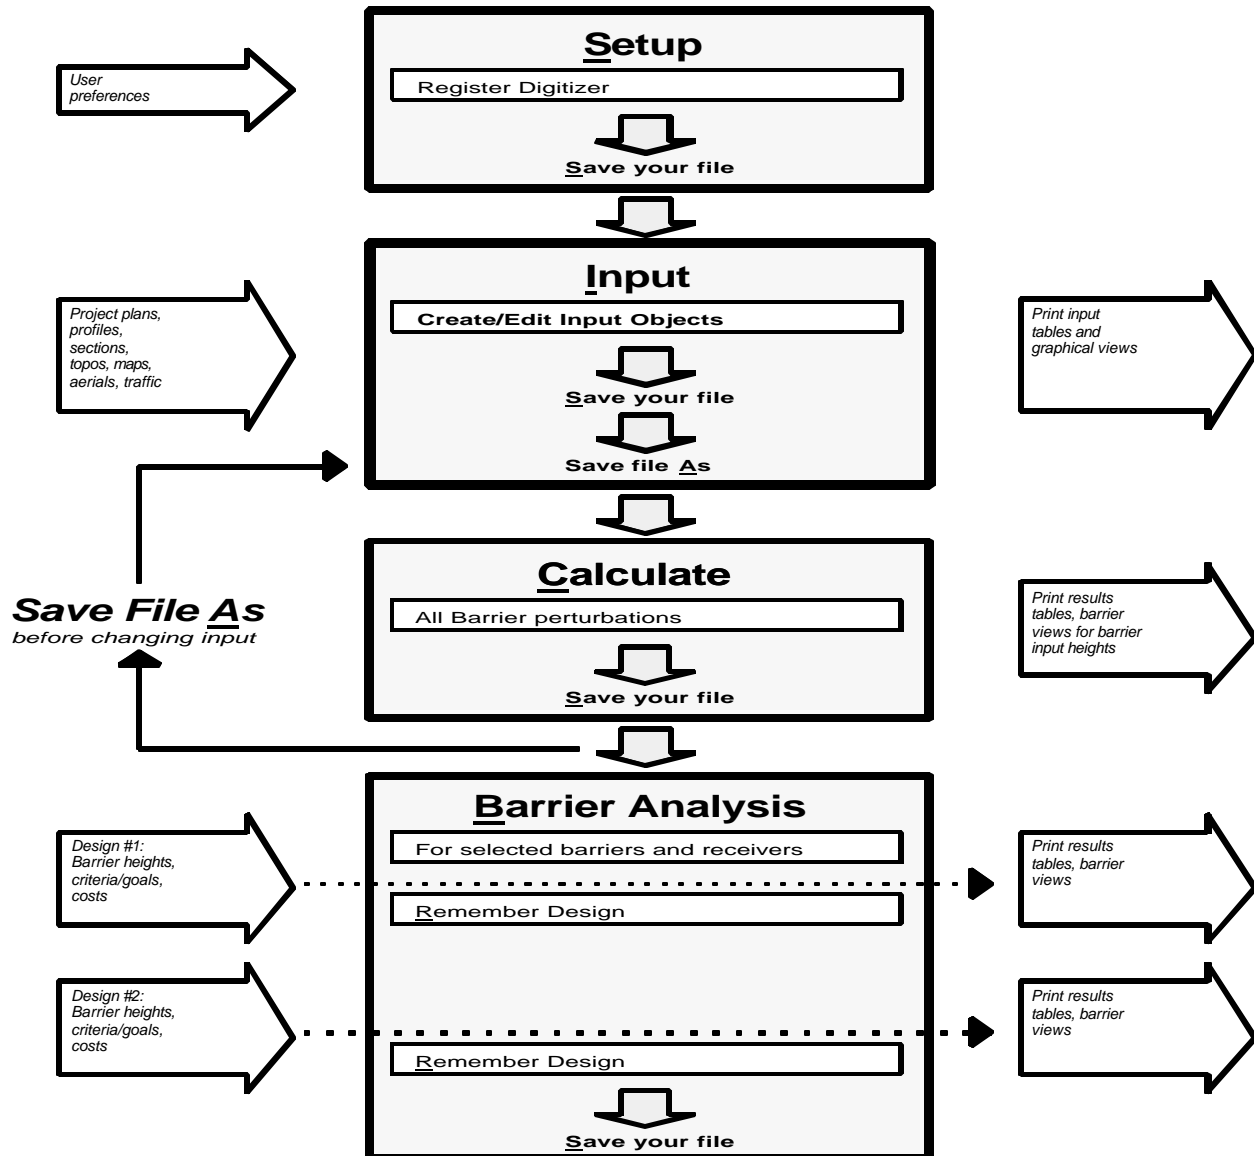 Setup
User
preferences
Register Digitizer
Save your file
Input
Project plans,
profiles,
sections,
topos, maps,
aerials, traffic
Create/Edit Input Objects
Print input
tables and
graphical views
Save your file
Save file As
Calculate
Save File As
before changing input
All Barrier perturbations
Print results
tables, barrier
views for barrier
input heights
Save your file
Barrier Analysis
Design #1:
Barrier heights,
criteria/goals,
costs
For selected barriers and receivers
Print results
tables, barrier
views
Remember Design
Design #2:
Barrier heights,
criteria/goals,
costs
Print results
tables, barrier
views
Remember Design
Save your file